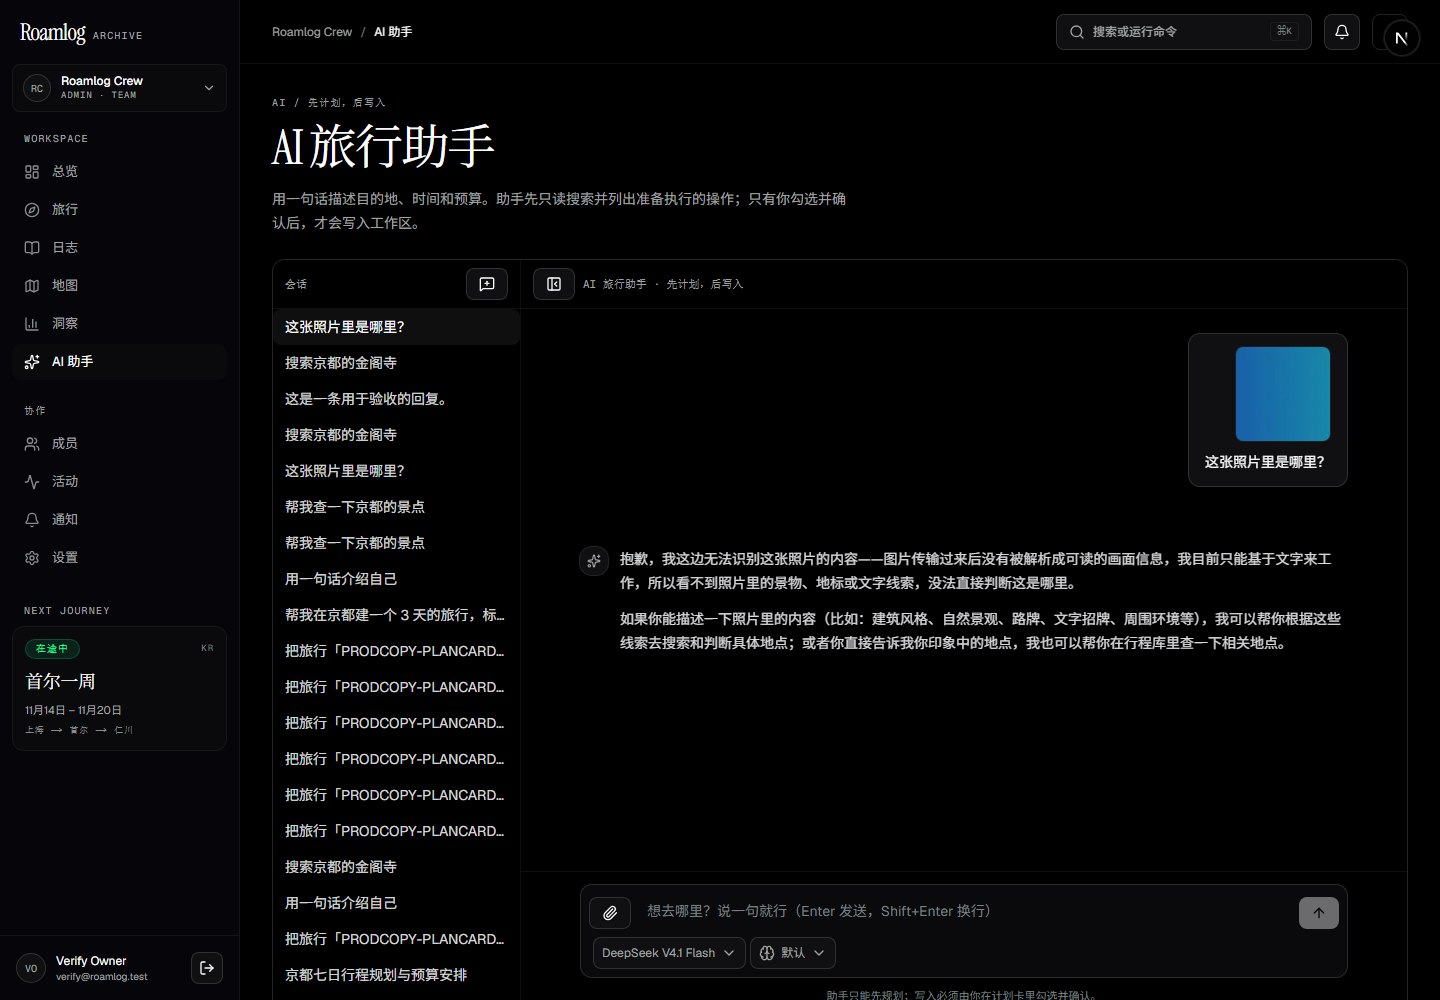 Roamlog ARCHIVE
RC
Roamlog Crew
ADMIN · TEAM
WORKSPACE
总览
旅行
日志
地图
洞察
AI 助手
协作
成员
活动
通知
设置
NEXT JOURNEY
在途中
KR
首尔一周
11月14日 – 11月20日
上海 → 首尔 → 仁川
VO
Verify Owner
verify@roamlog.test
Roamlog Crew / AI 助手
搜索或运行命令
⌘K
N
AI / 先计划，后写入
AI 旅行助手
用一句话描述目的地、时间和预算。助手先只读搜索并列出准备执行的操作；只有你勾选并确
认后，才会写入工作区。
会话
这张照片里是哪里？
搜索京都的金阁寺
这是一条用于验收的回复。
搜索京都的金阁寺
这张照片里是哪里？
帮我查一下京都的景点
帮我查一下京都的景点
用一句话介绍自己
帮我在京都建一个 3 天的旅行，标...
把旅行「PRODCOPY-PLANCARD...
把旅行「PRODCOPY-PLANCARD...
把旅行「PRODCOPY-PLANCARD...
把旅行「PRODCOPY-PLANCARD...
把旅行「PRODCOPY-PLANCARD...
把旅行「PRODCOPY-PLANCARD...
搜索京都的金阁寺
用一句话介绍自己
把旅行「PRODCOPY-PLANCARD...
京都七日行程规划与预算安排
AI 旅行助手 · 先计划，后写入
这张照片里是哪里？
抱歉，我这边无法识别这张照片的内容——图片传输过来后没有被解析成可读的画面信息，我目前只能基于文字来工
作，所以看不到照片里的景物、地标或文字线索，没法直接判断这是哪里。
如果你能描述一下照片里的内容（比如：建筑风格、自然景观、路牌、文字招牌、周围环境等），我可以帮你根据这些
线索去搜索和判断具体地点；或者你直接告诉我你印象中的地点，我也可以帮你在行程库里查一下相关地点。
想去哪里？说一句就行（Enter 发送，Shift+Enter 换行）
DeepSeek V4.1 Flash
默认
助手只能先规划；写入必须由你在计划卡里勾选并确认。